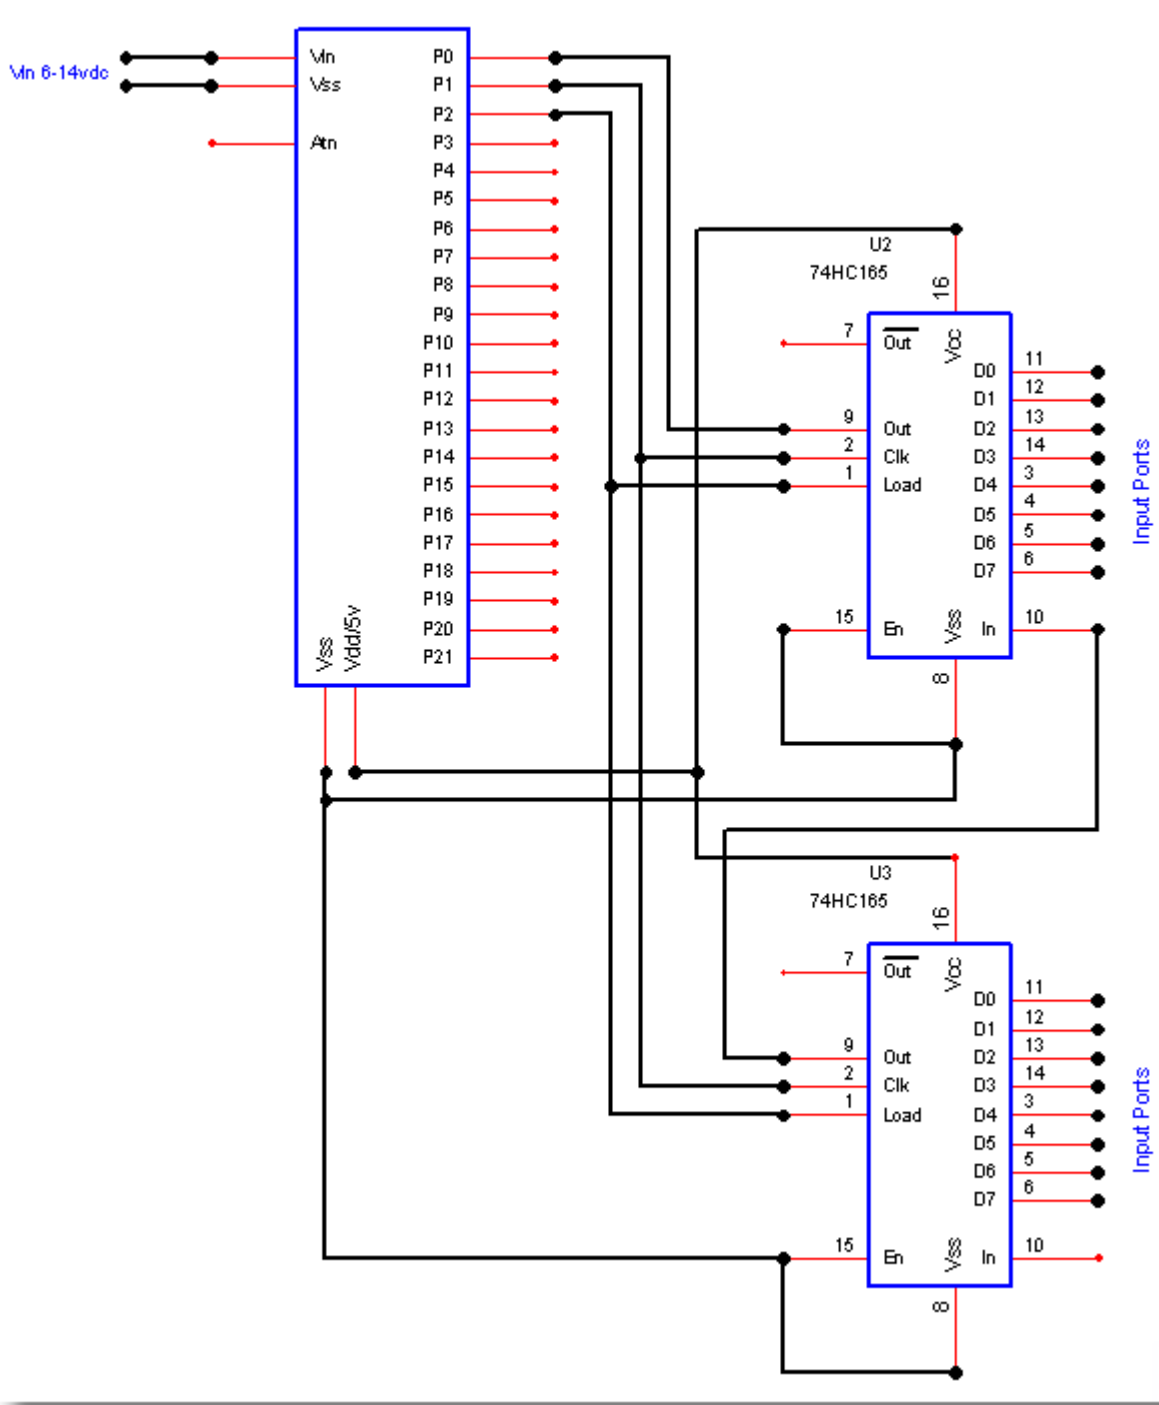 Vin 6-14vdc
Vin
Vss
Atn
P0
P1
P2
P3
P4
P5
P6
P7
P8
P9
P10
P11
P12
P13
P14
P15
P16
P17
P18
P19
P20
P21
Vss
Vdd/5v
U2
74HC165
16
Vcc
7
Out
9
Out
2
Clk
1
Load
15
En
Vss
8
D0
11
D1
12
D2
13
D3
14
D4
3
D5
4
D6
5
D7
6
In
10
Input Ports
U3
74HC165
16
Vcc
7
Out
9
Out
2
Clk
1
Load
15
En
Vss
8
D0
11
D1
12
D2
13
D3
14
D4
3
D5
4
D6
5
D7
6
In
10
Input Ports